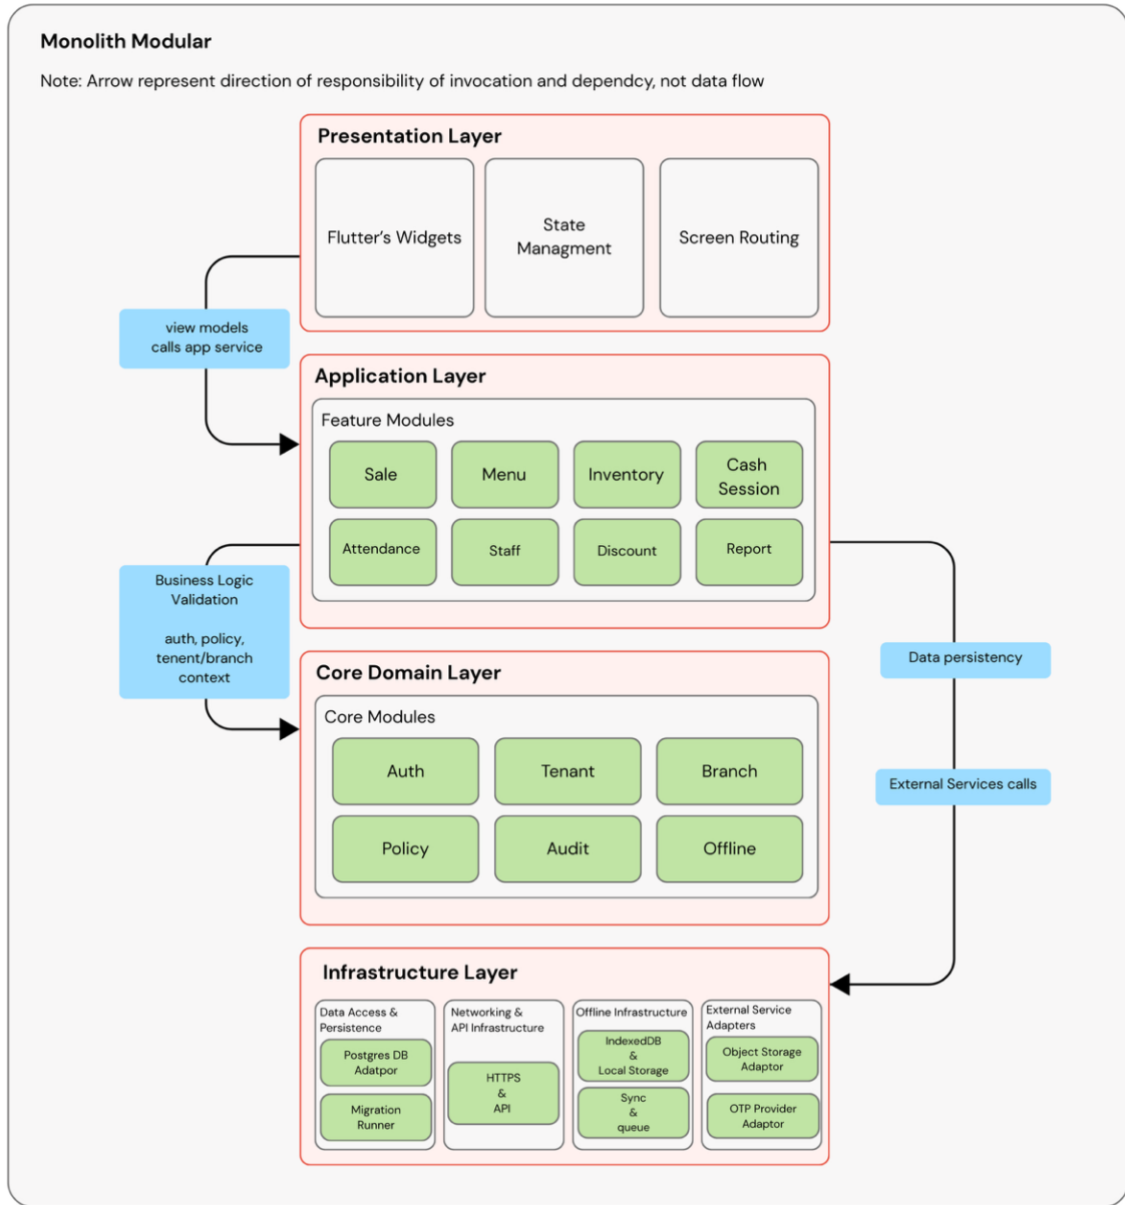 Monolith Modular
Note: Arrow represent direction of responsibility of invocation and dependcy, not data flow
Presentation Layer
Flutter's Widgets
State
Managment
Screen Routing
view models
calls app service
Application Layer
Feature Modules
Sale
Menu
Inventory
Cash
Session
Attendance
Staff
Discount
Report
Business Logic
Validation
auth, policy,
tenent/branch
context
Data persistency
External Services calls
Core Domain Layer
Core Modules
Auth
Tenant
Branch
Policy
Audit
Offline
Infrastructure Layer
Data Access &
Persistence
Postgres DB
Adatpor
Migration
Runner
Networking &
API Infrastructure
HTTPS
&
API
Offline Infrastructure
IndexedDB
&
Local Storage
Sync
&
queue
External Service
Adapters
Object Storage
Adaptor
OTP Provider
Adaptor